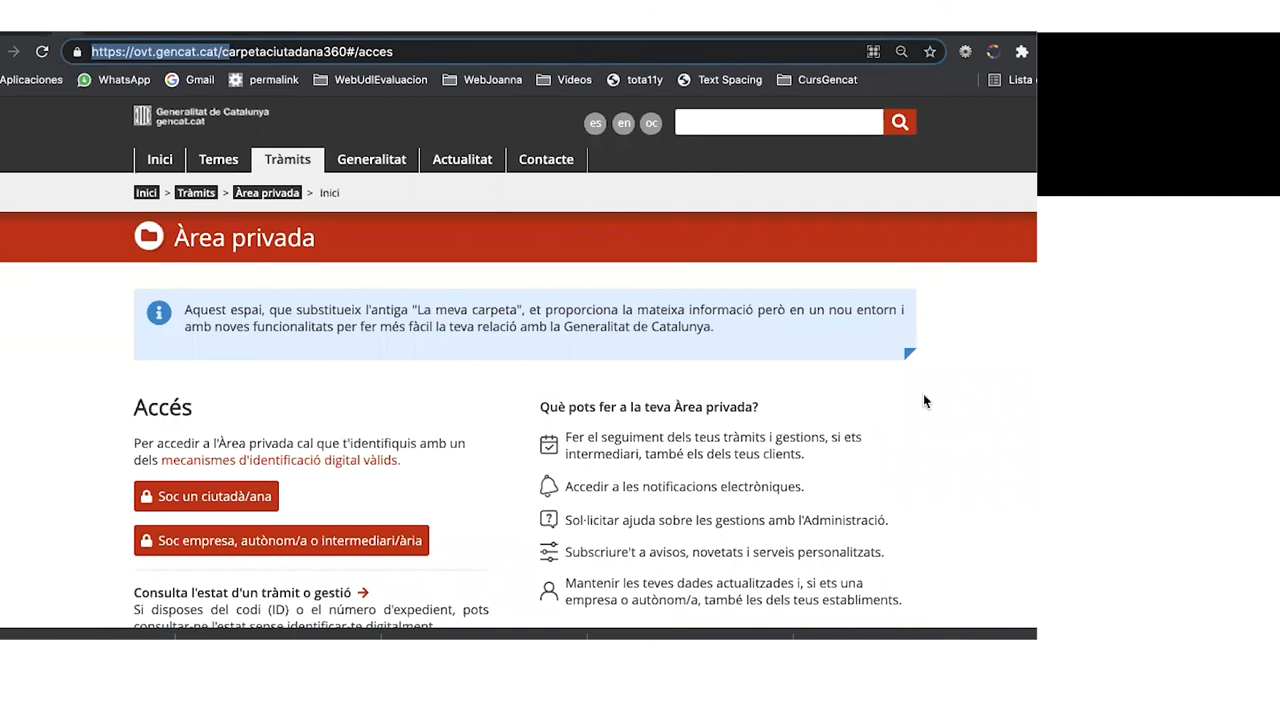 https://ovt.gencat.cat/carpetaciutadana360#/acces
Aplicaciones WhatsApp Gmail permalink WebUdlEvaluacion WebJoanna Videos tota11y Text Spacing CursGencat Lista
Generalitat de Catalunya
gencat.cat
es en oc
Inici Temes Tràmits Generalitat Actualitat Contacte
Inici > Tràmits > Àrea privada > Inici
Àrea privada
Aquest espai, que substitueix l'antiga "La meva carpeta", et proporciona la mateixa informació però en un nou entorn i
amb noves funcionalitats per fer més fàcil la teva relació amb la Generalitat de Catalunya.
Accés
Per accedir a l'Àrea privada cal que t'identifiquis amb un
dels mecanismes d'identificació digital vàlids.
Soc un ciutadà/ana
Soc empresa, autònom/a o intermediari/ària
Consulta l'estat d'un tràmit o gestió
Si disposes del codi (ID) o el número d'expedient, pots
consultar-ne l'estat sense identificar-te digitalment.
Què pots fer a la teva Àrea privada?
Fer el seguiment dels teus tràmits i gestions, si ets
intermediari, també els dels teus clients.
Accedir a les notificacions electròniques.
Sol·licitar ajuda sobre les gestions amb l'Administració.
Subscriure't a avisos, novetats i serveis personalitzats.
Mantenir les teves dades actualitzades i, si ets una
empresa o autònom/a, també les dels teus establiments.